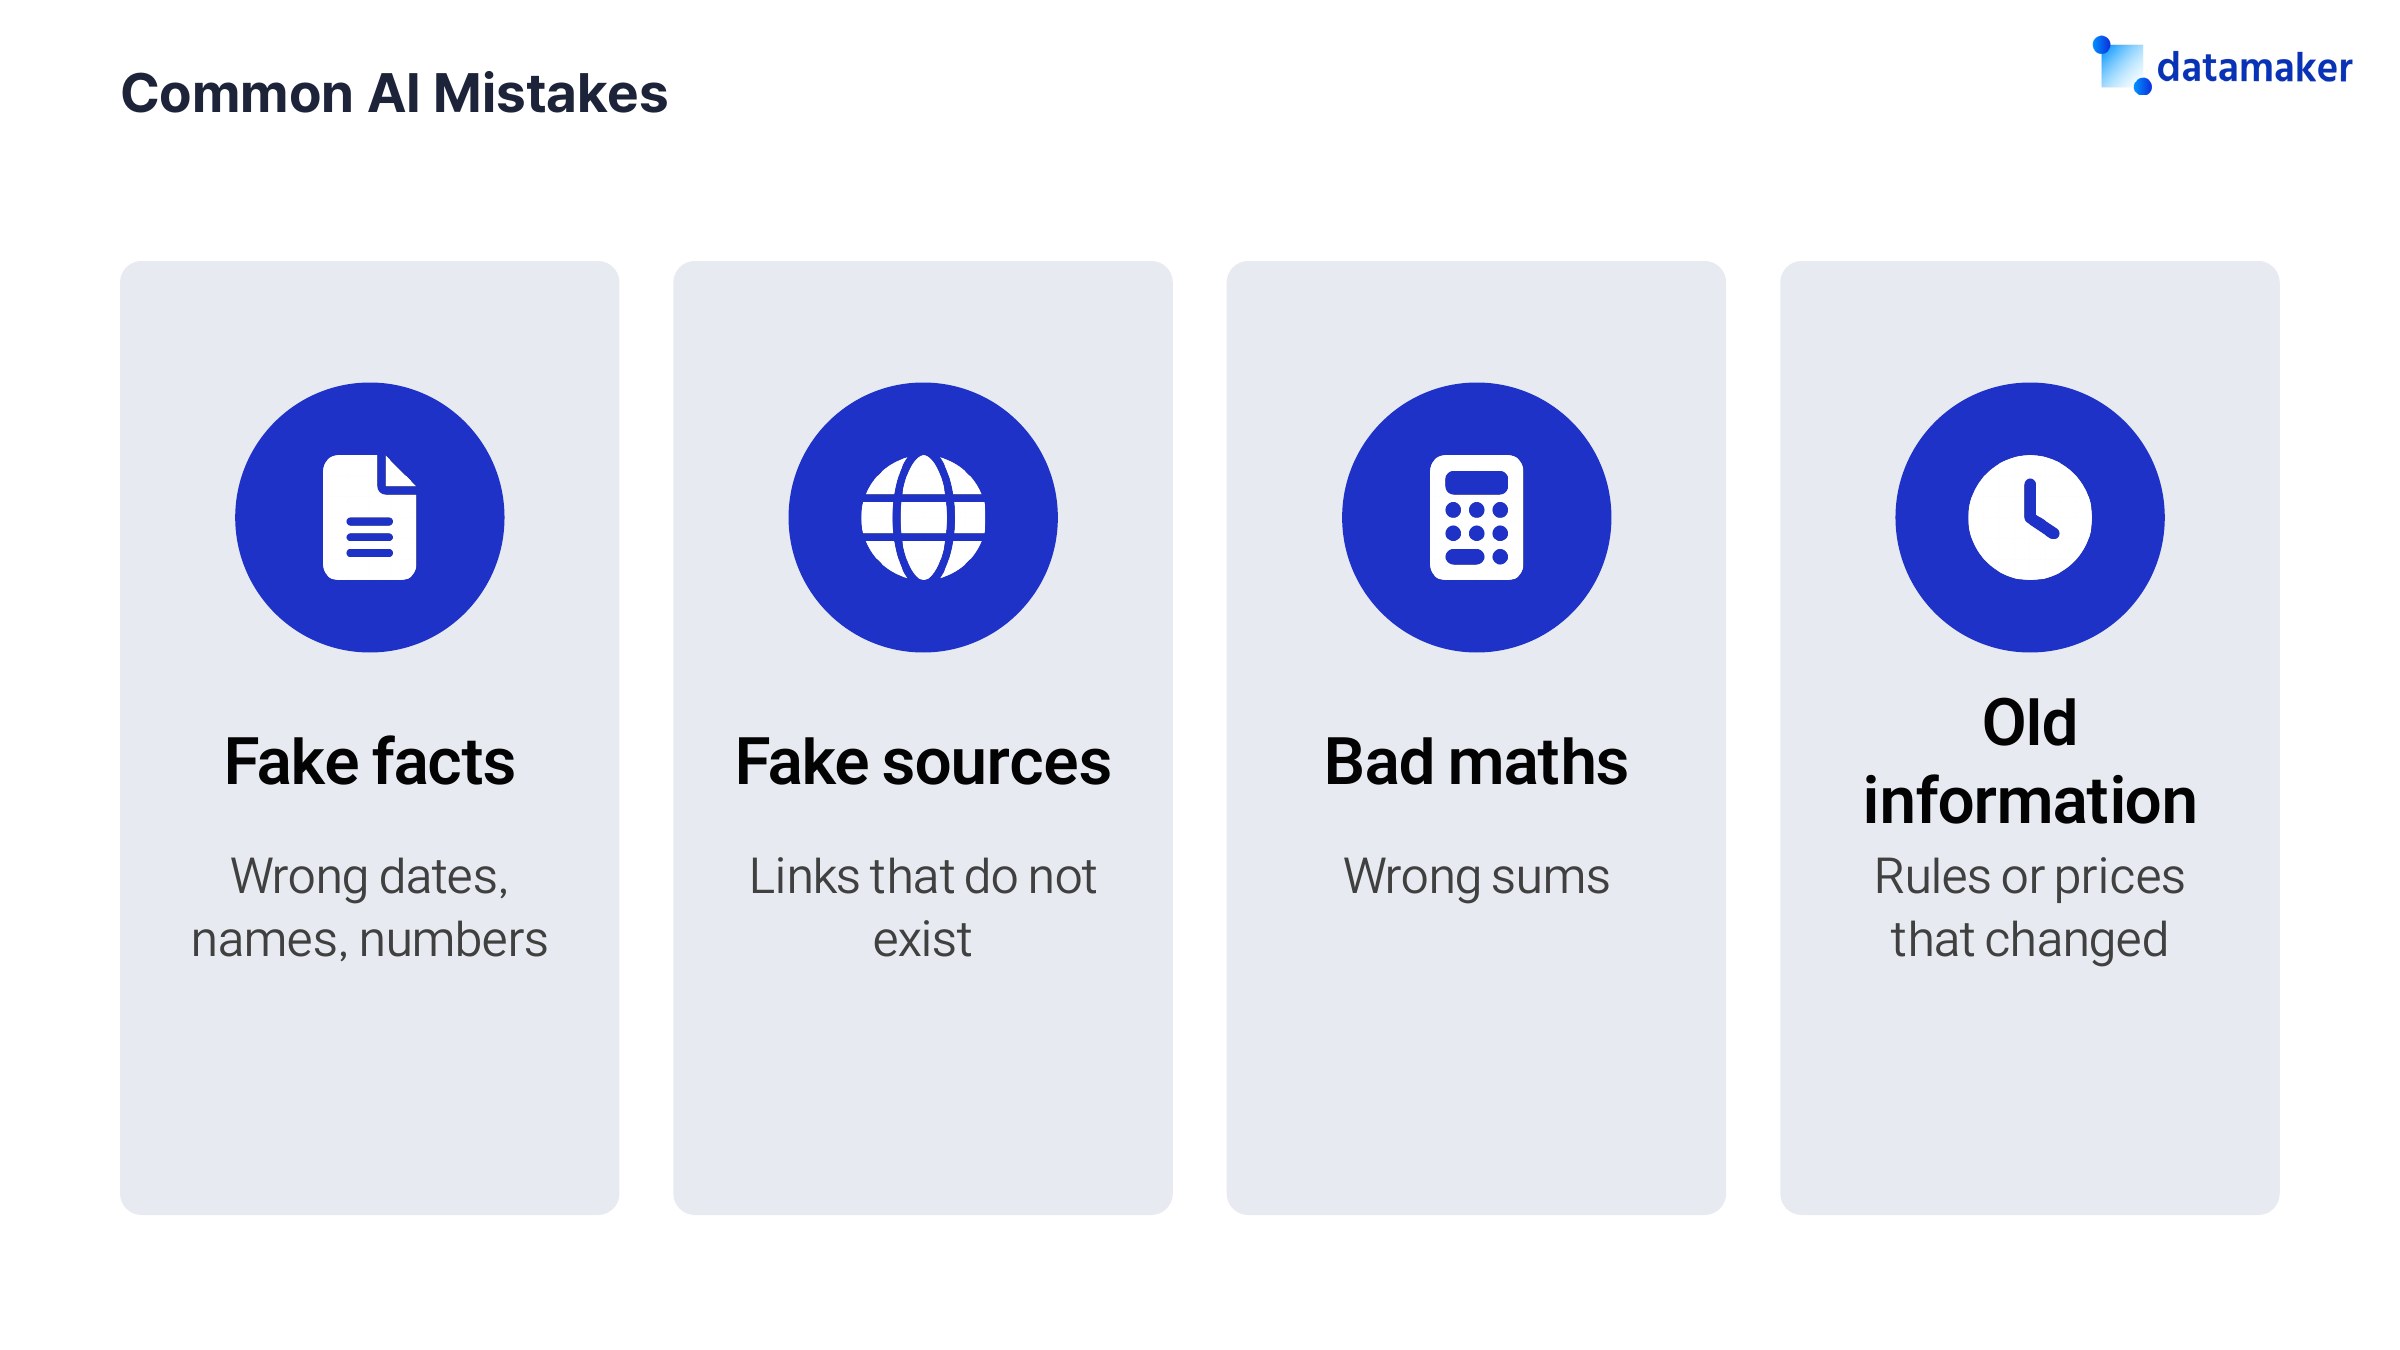 Common AI Mistakes
datamaker
Fake facts
Wrong dates,
names, numbers
Fake sources
Links that do not
exist
Bad maths
Wrong sums
Old
information
Rules or prices
that changed